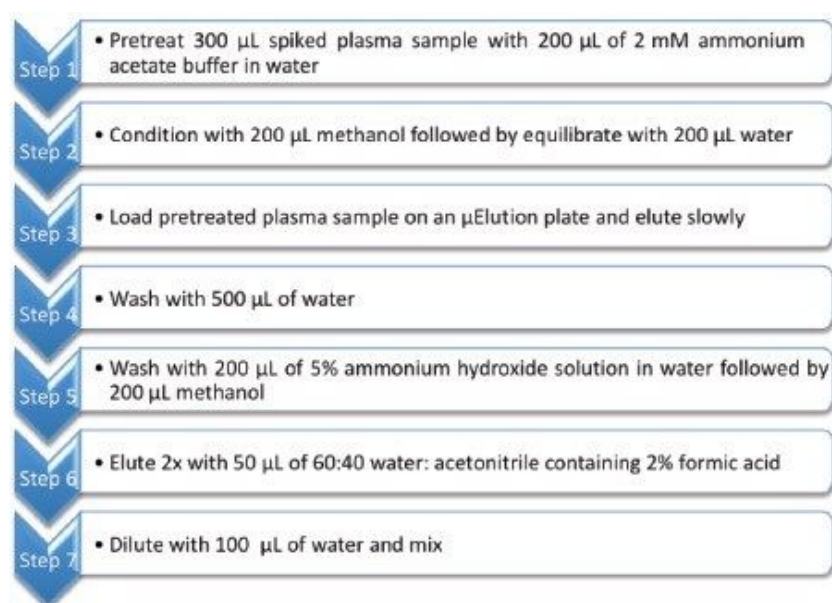 Step 1
• Pretreat 300 µL spiked plasma sample with 200 µL of 2 mM ammonium
acetate buffer in water
Step 2
• Condition with 200 µL methanol followed by equilibrate with 200 µL water
Step 3
• Load pretreated plasma sample on an µElution plate and elute slowly
Step 4
• Wash with 500 µL of water
Step 5
• Wash with 200 µL of 5% ammonium hydroxide solution in water followed by
200 µL methanol
Step 6
• Elute 2x with 50 µL of 60:40 water: acetonitrile containing 2% formic acid
Step 7
• Dilute with 100 µL of water and mix